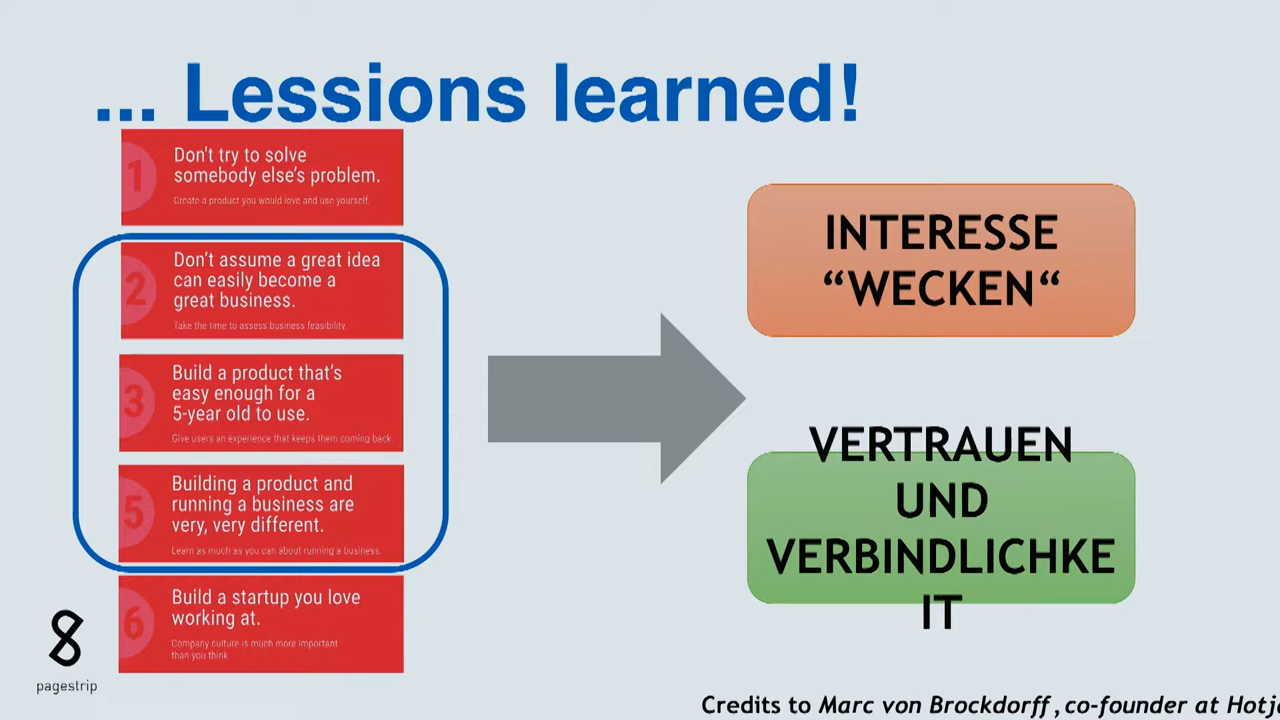 ... Lessions learned!
1
Don't try to solve
somebody else's problem.
Create a product you would love and use yourself.
2
Don't assume a great idea
can easily become a
great business.
Take the time to assess business feasibility.
3
Build a product that's
easy enough for a
5-year old to use.
Give users an experience that keeps them coming back.
5
Building a product and
running a business are
very, very different.
Learn as much as you can about running a business.
6
Build a startup you love
working at.
Company culture is much more important
than you think.
INTERESSE
“WECKEN“
VERTRAUEN
UND
VERBINDLICHKE
IT
pagestrip
Credits to Marc von Brockdorff, co-founder at Hotj